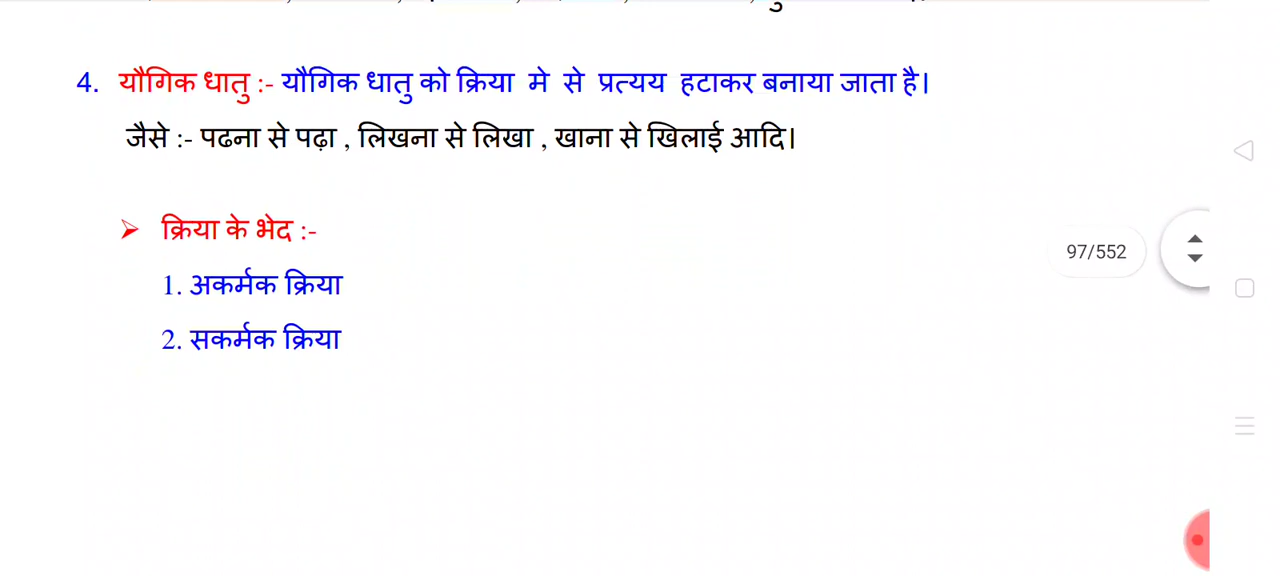 4. यौगिक धातु :- यौगिक धातु को क्रिया मे से प्रत्यय हटाकर बनाया जाता है।
जैसे :- पढना से पढ़ा , लिखना से लिखा , खाना से खिलाई आदि।
➢ क्रिया के भेद :-
97/552
1. अकर्मक क्रिया
2. सकर्मक क्रिया